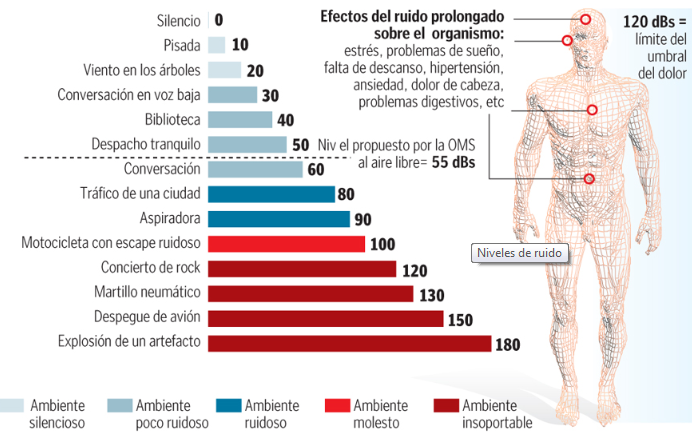 Silencio 0
Pisada 10
Viento en los árboles 20
Conversación en voz baja 30
Biblioteca 40
Despacho tranquilo 50
Conversación 60
Tráfico de una ciudad 80
Aspiradora 90
Motocicleta con escape ruidoso 100
Concierto de rock 120
Martillo neumático 130
Despegue de avión 150
Explosión de un artefacto 180
Efectos del ruido prolongado
sobre el organismo:
estrés, problemas de sueño,
falta de descanso, hipertensión,
ansiedad, dolor de cabeza,
problemas digestivos, etc
Niv el propuesto por la OMS
al aire libre= 55 dBs
120 dBs =
límite del
umbral
del dolor
Niveles de ruido
Ambiente
silencioso
Ambiente
poco ruidoso
Ambiente
ruidoso
Ambiente
molesto
Ambiente
insoportable